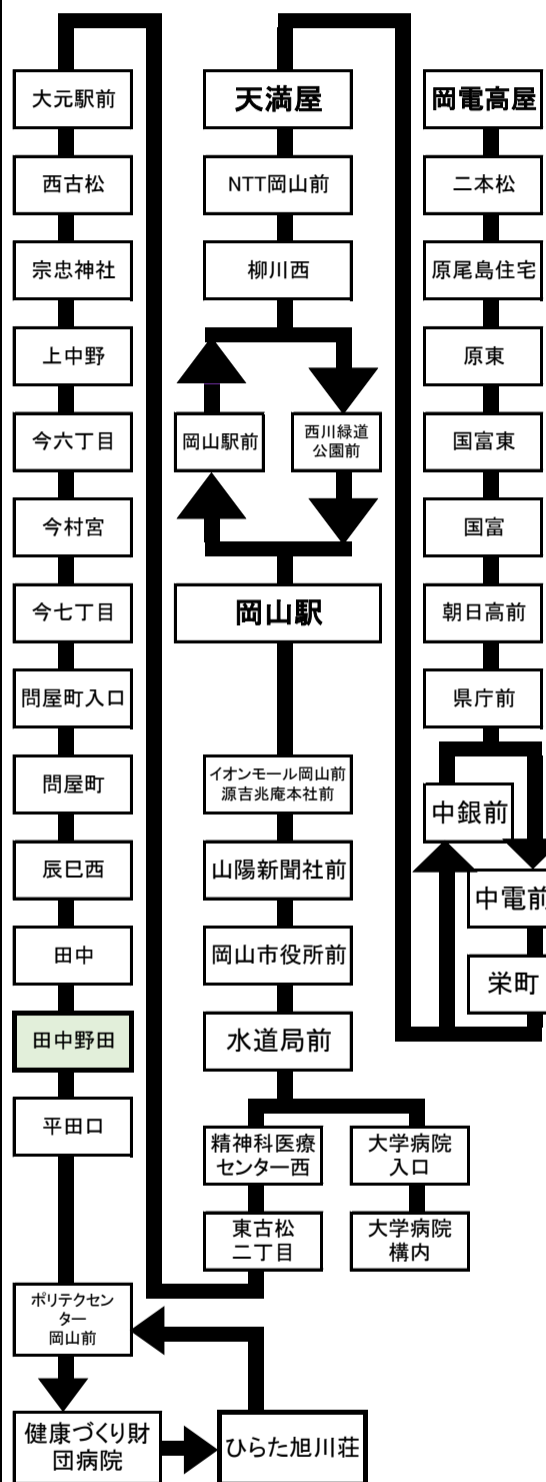 大元駅前
西古松
宗忠神社
上中野
今六丁目
今村宮
今七丁目
問屋町入口
問屋町
辰巳西
田中
田中野田
平田口
ポリテクセン
ター
岡山前
健康づくり財
団病院
ひらた旭川荘
天満屋
NTT岡山前
柳川西
岡山駅前
西川緑道
公園前
岡山駅
イオンモール岡山前
源吉兆庵本社前
山陽新聞社前
岡山市役所前
水道局前
精神科医療
センター西
東古松
二丁目
大学病院
入口
大学病院
構内
岡電高屋
二本松
原尾島住宅
原東
国富東
国富
朝日高前
県庁前
中銀前
中電前
栄町